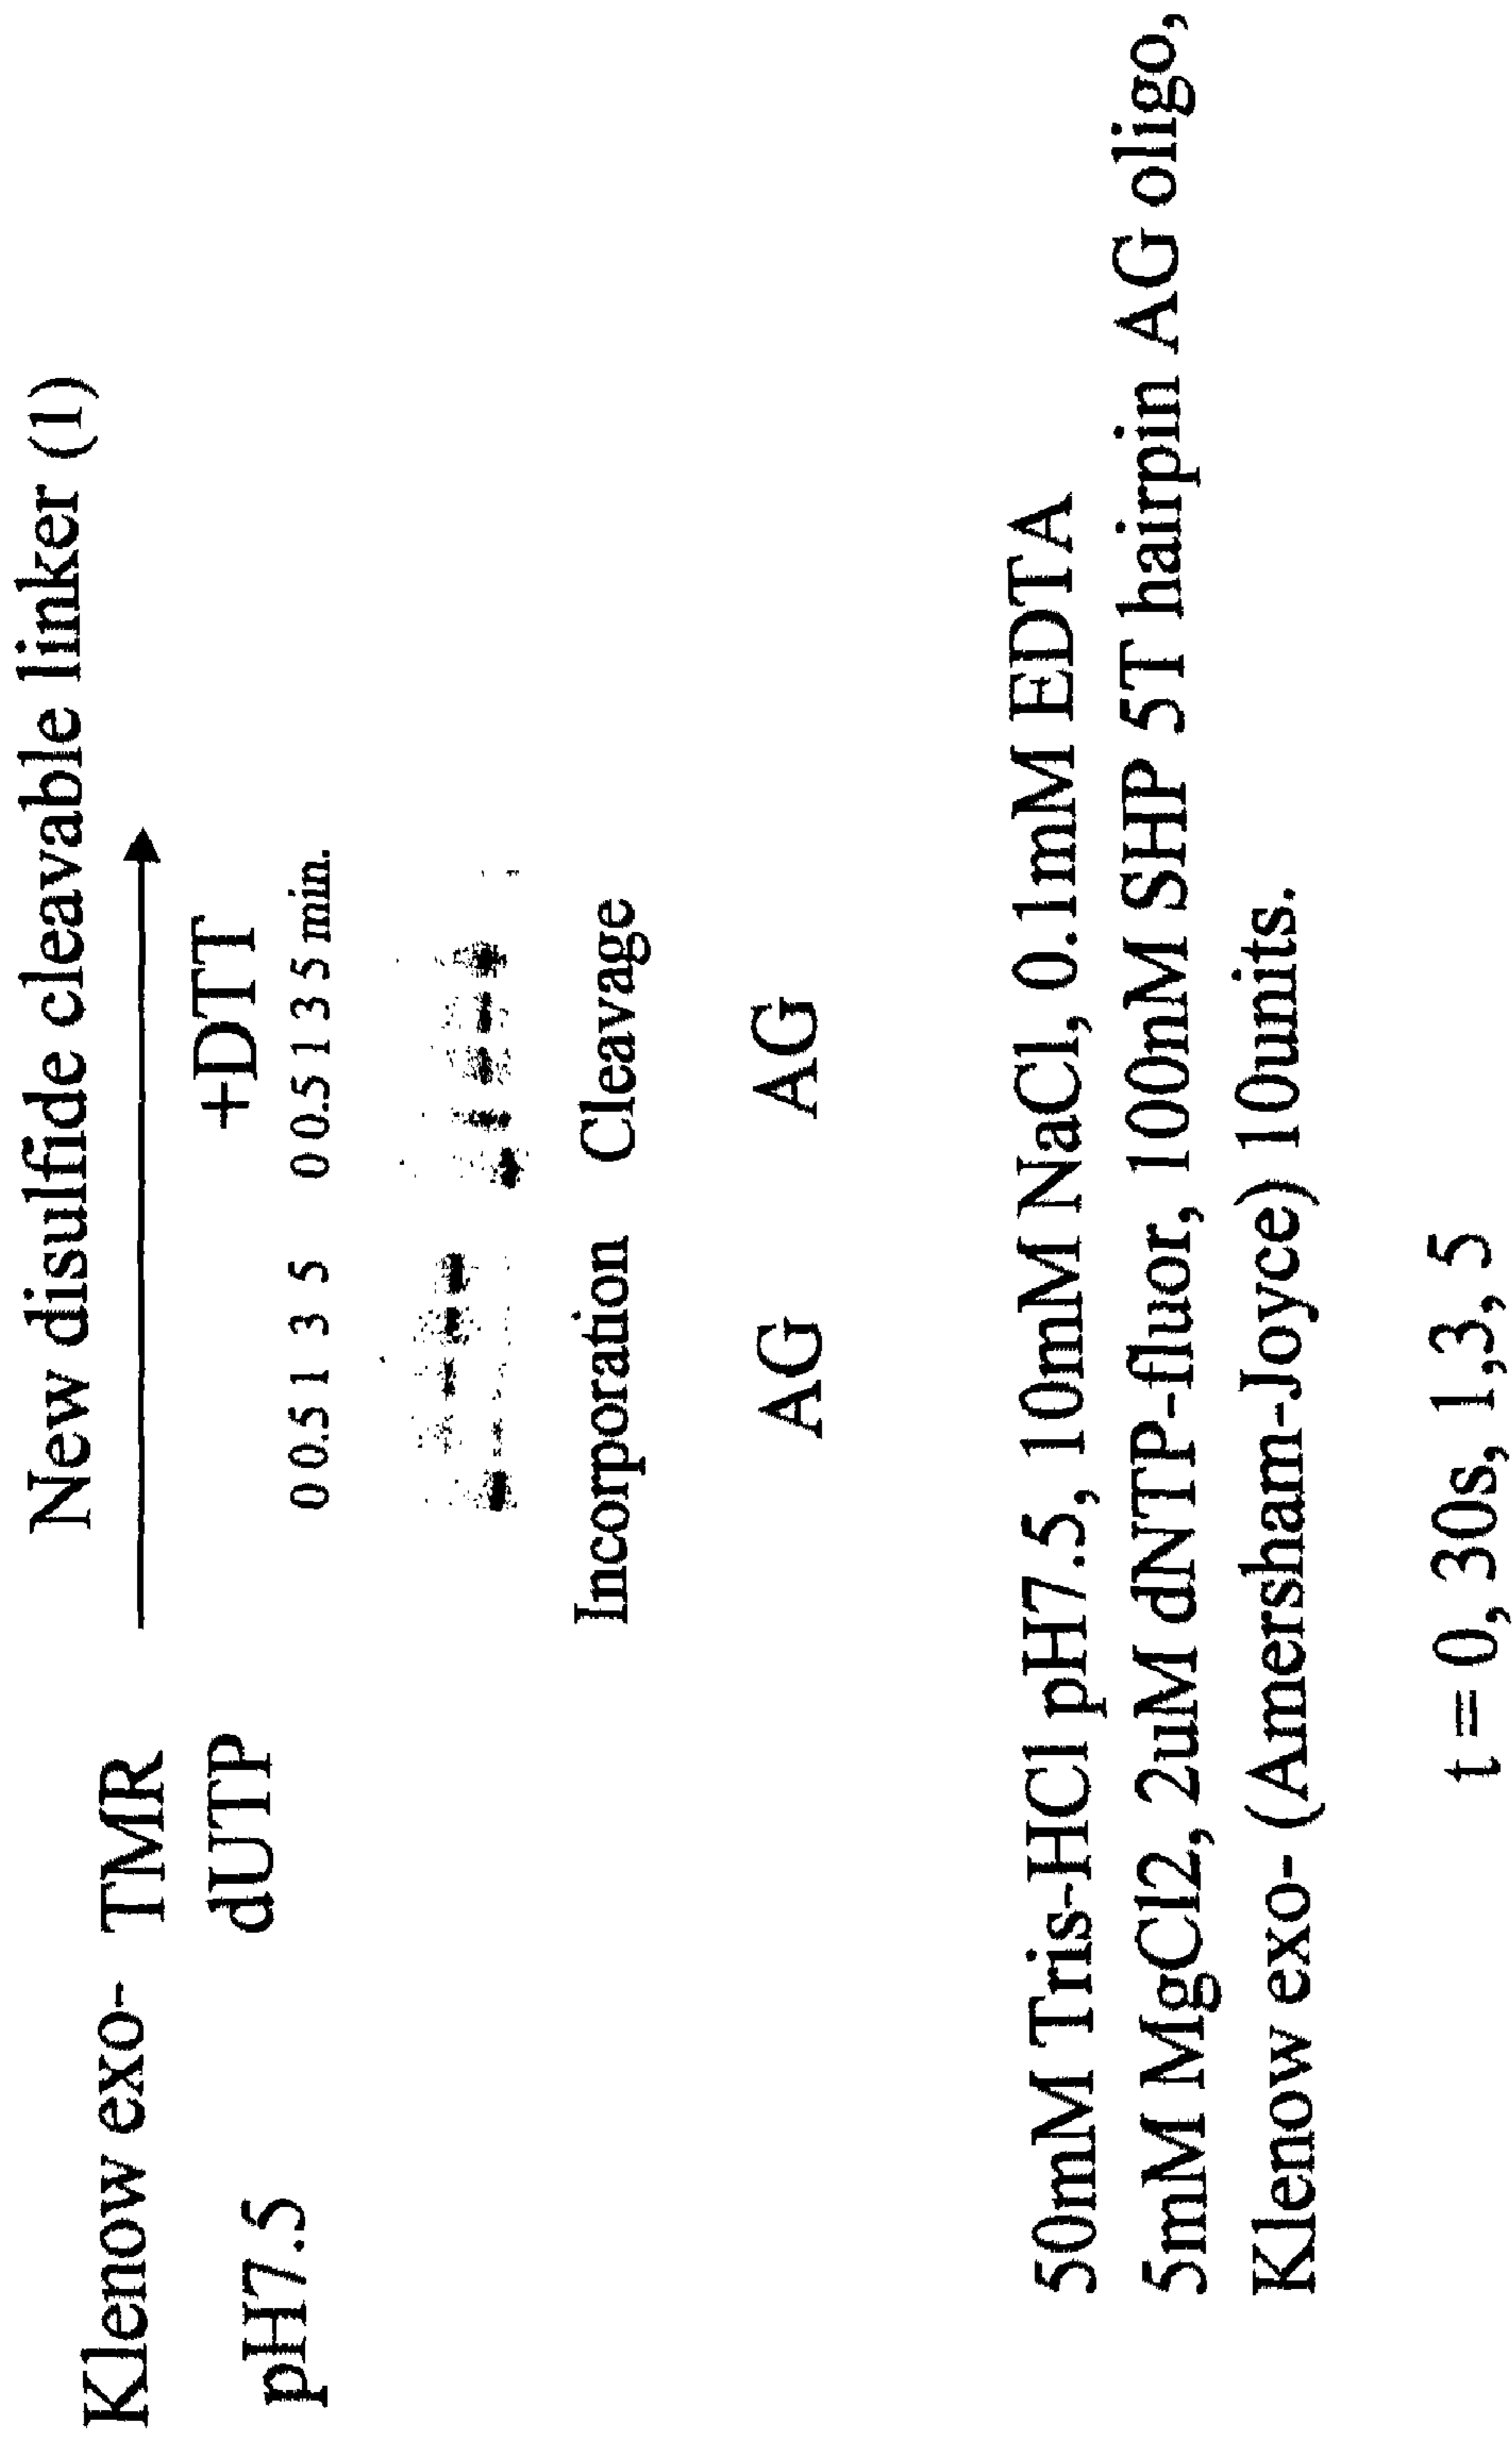 New disulfide cleavable linker (1)
Klenow exo- TMR
dUTP
+DTT
pH7.5
0 0.5 1 3 5 0 0.5 1 3 5 min.
Incorporation Cleavage
AG AG
50mM Tris-HCl pH7.5, 10mM NaCl, 0.1mM EDTA
5mM MgCl2, 2uM dNTP-fluor, 100nM SHP 5T hairpin AG oligo,
Klenow exo- (Amersham-Joyce) 10units.
t = 0, 30s, 1,3, 5